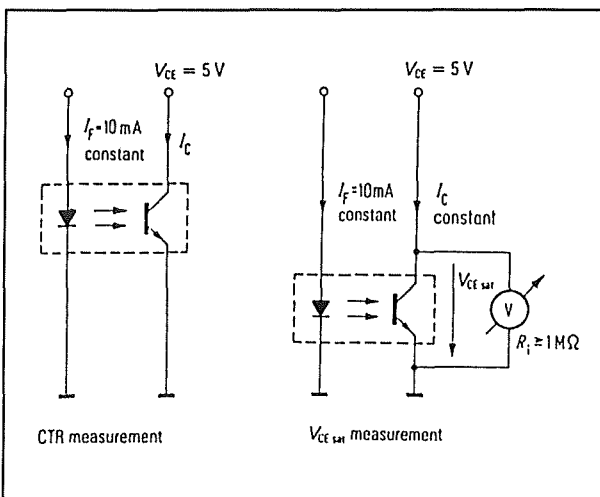 V_CE = 5 V
I_F = 10 mA
constant
I_C
CTR measurement
V_CE = 5 V
I_F = 10mA
constant
I_C
constant
V_CE sat
V
R_i ≥ 1 MΩ
V_CE sat measurement